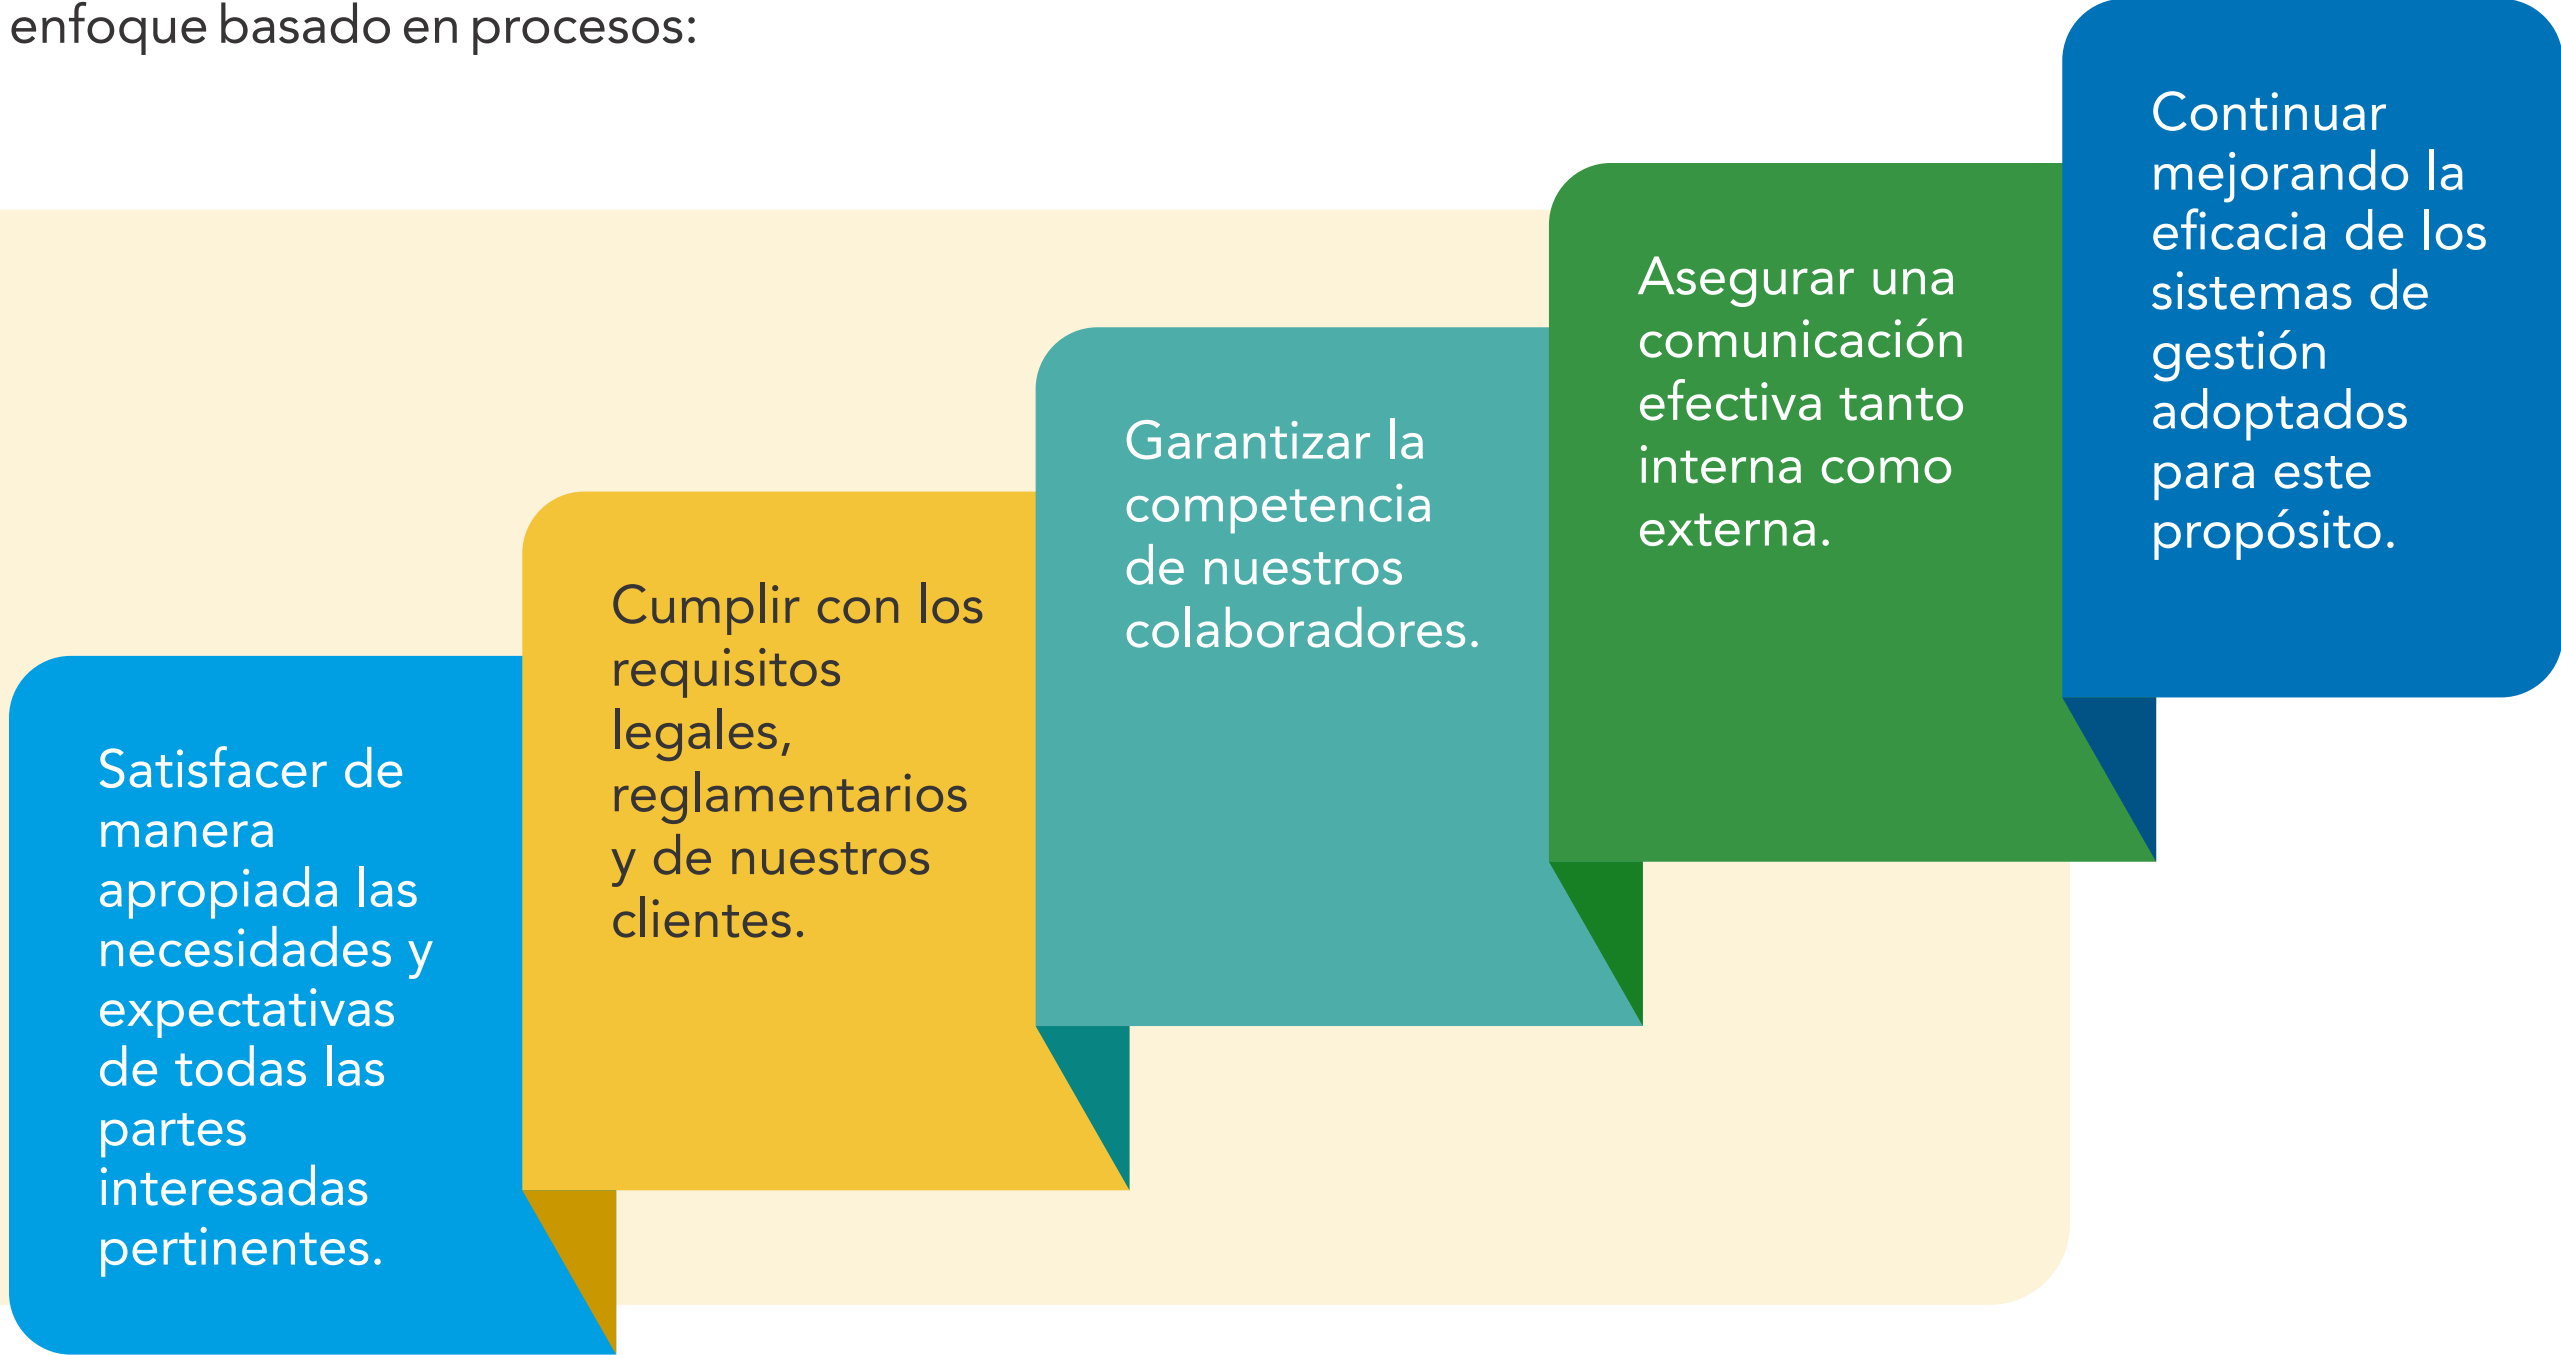 enfoque basado en procesos:
Satisfacer de
manera
apropiada las
necesidades y
expectativas
de todas las
partes
interesadas
pertinentes.
Cumplir con los
requisitos
legales,
reglamentarios
y de nuestros
clientes.
Garantizar la
competencia
de nuestros
colaboradores.
Asegurar una
comunicación
efectiva tanto
interna como
externa.
Continuar
mejorando la
eficacia de los
sistemas de
gestión
adoptados
para este
propósito.